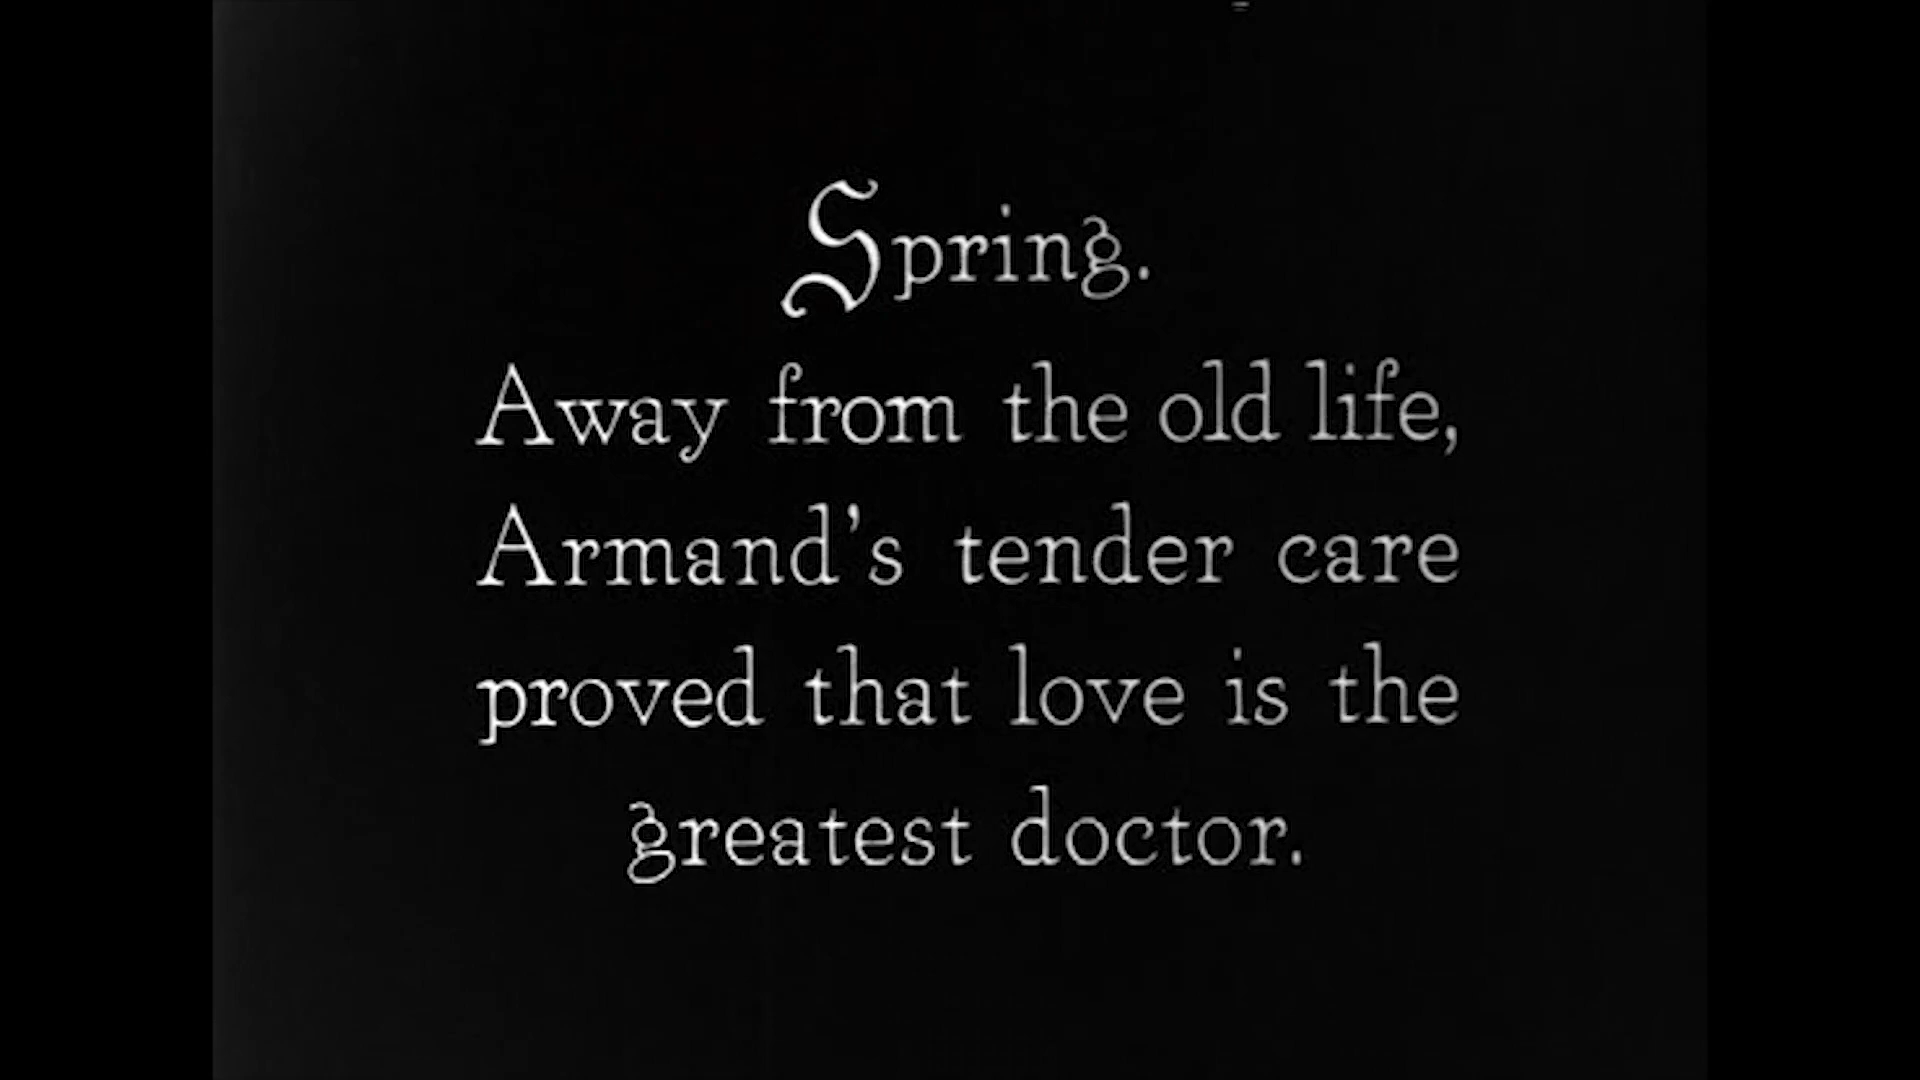 Spring.
Away from the old life,
Armand's tender care
proved that love is the
greatest doctor.